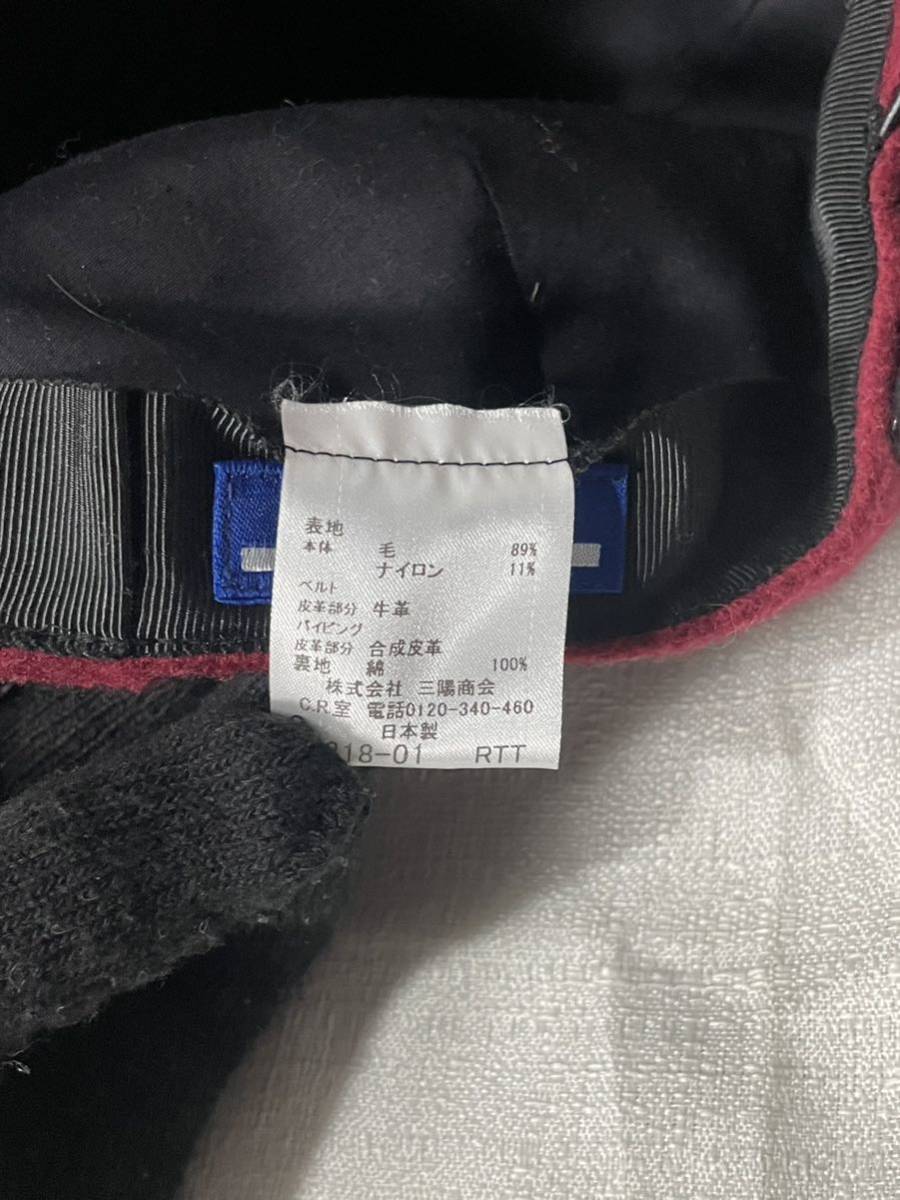 表地
本体 毛 89%
ナイロン 11%
ベルト
皮革部分 牛革
パイピング
皮革部分 合成皮革
裏地 綿 100%
株式会社 三陽商会
C.R.室 電話0120-340-460
日本製
318-01 RTT